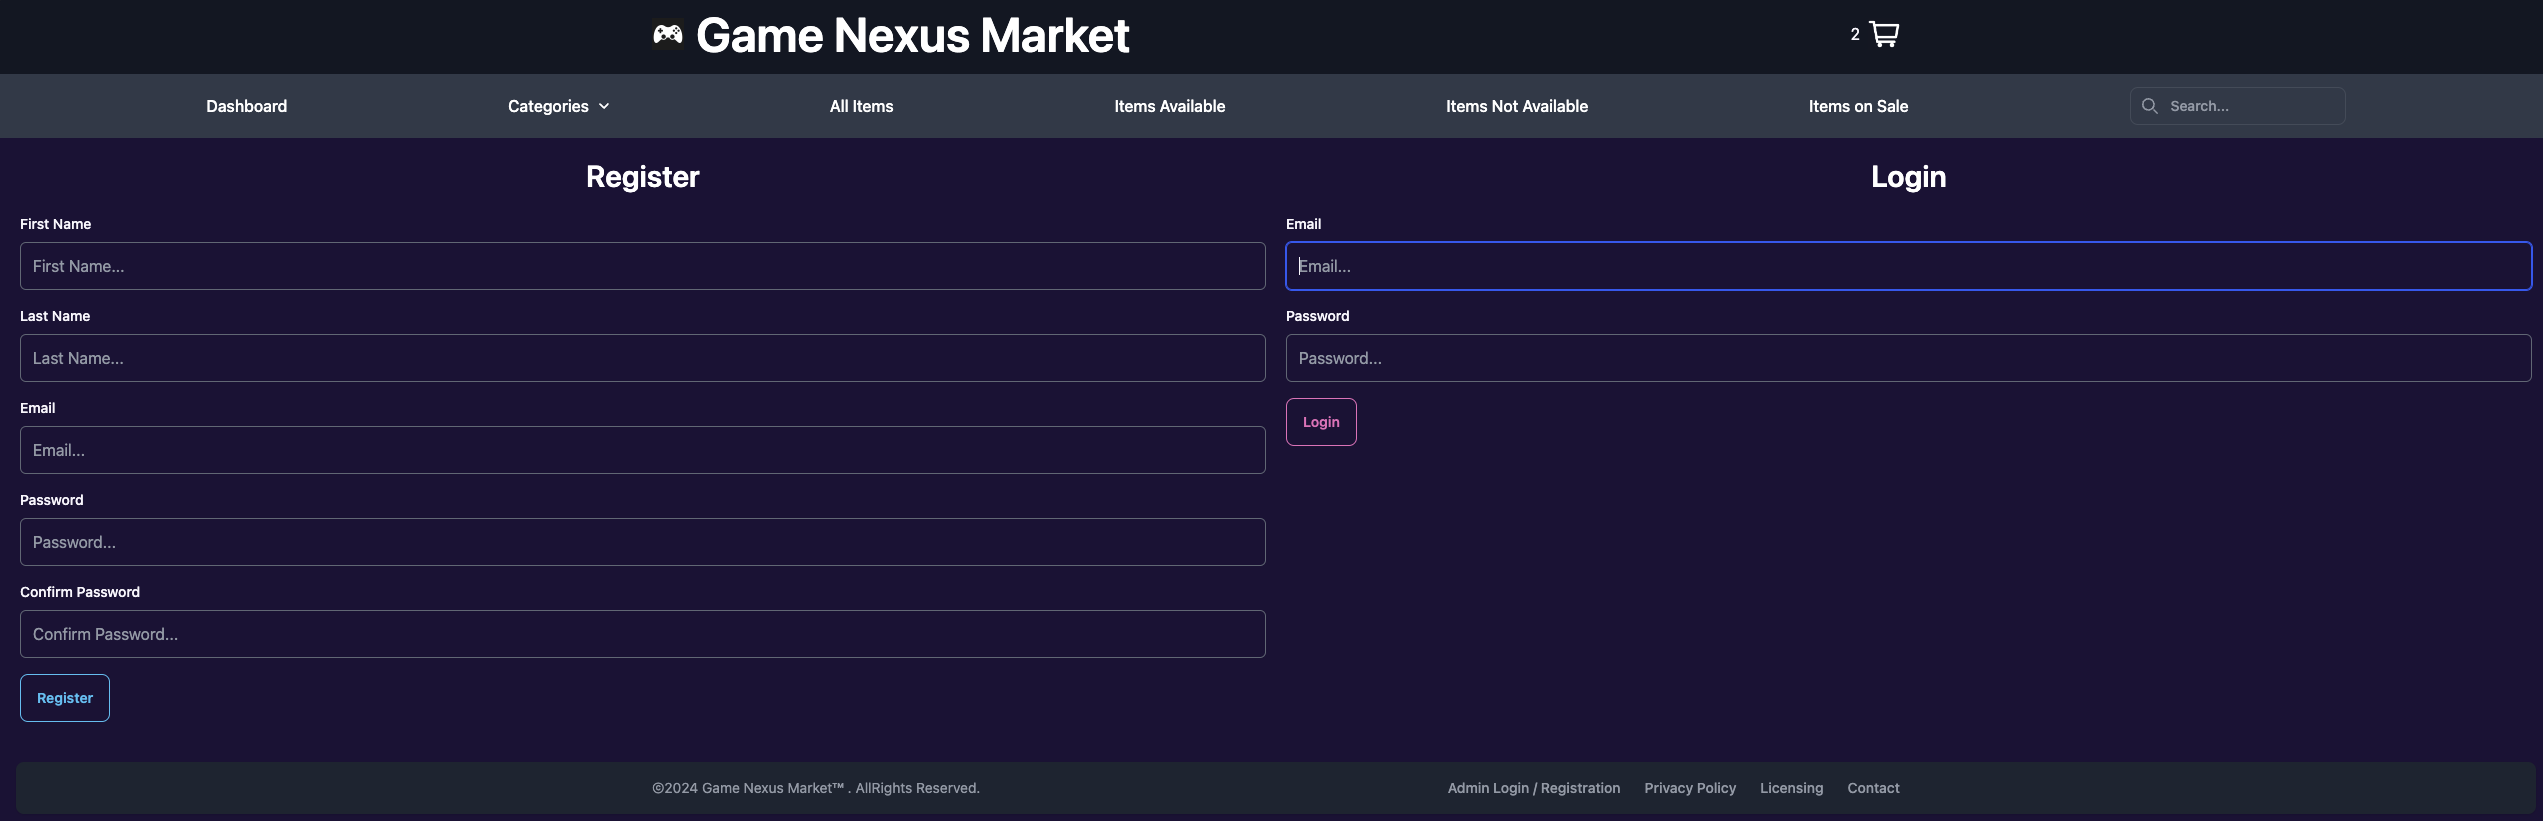 Game Nexus Market
2
Dashboard
Categories
All Items
Items Available
Items Not Available
Items on Sale
Search...
Register
First Name
First Name...
Last Name
Last Name...
Email
Email...
Password
Password...
Confirm Password
Confirm Password...
Register
Login
Email
Email...
Password
Password...
Login
©2024 Game Nexus Market™ . AllRights Reserved.
Admin Login / Registration
Privacy Policy
Licensing
Contact